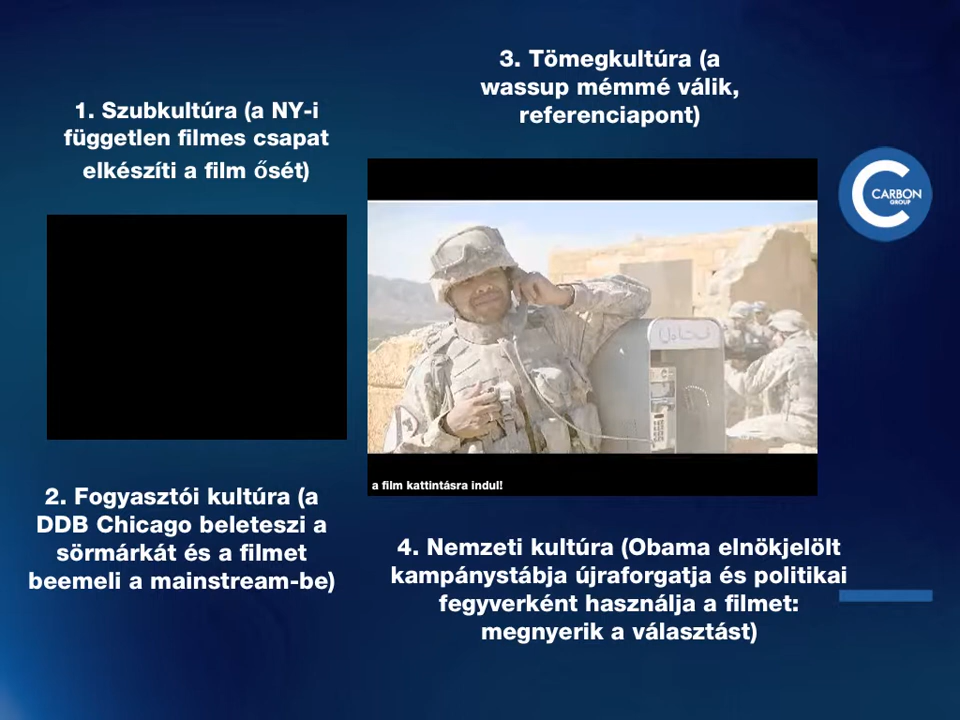 3. Tömegkultúra (a
wassup mémmé válik,
referenciapont)
1. Szubkultúra (a NY-i
független filmes csapat
elkészíti a film ősét)
CARBON
GROUP
a film kattintásra indul!
2. Fogyasztói kultúra (a
DDB Chicago beleteszi a
sörmárkát és a filmet
beemeli a mainstream-be)
4. Nemzeti kultúra (Obama elnökjelölt
kampánystábja újraforgatja és politikai
fegyverként használja a filmet:
megnyerik a választást)